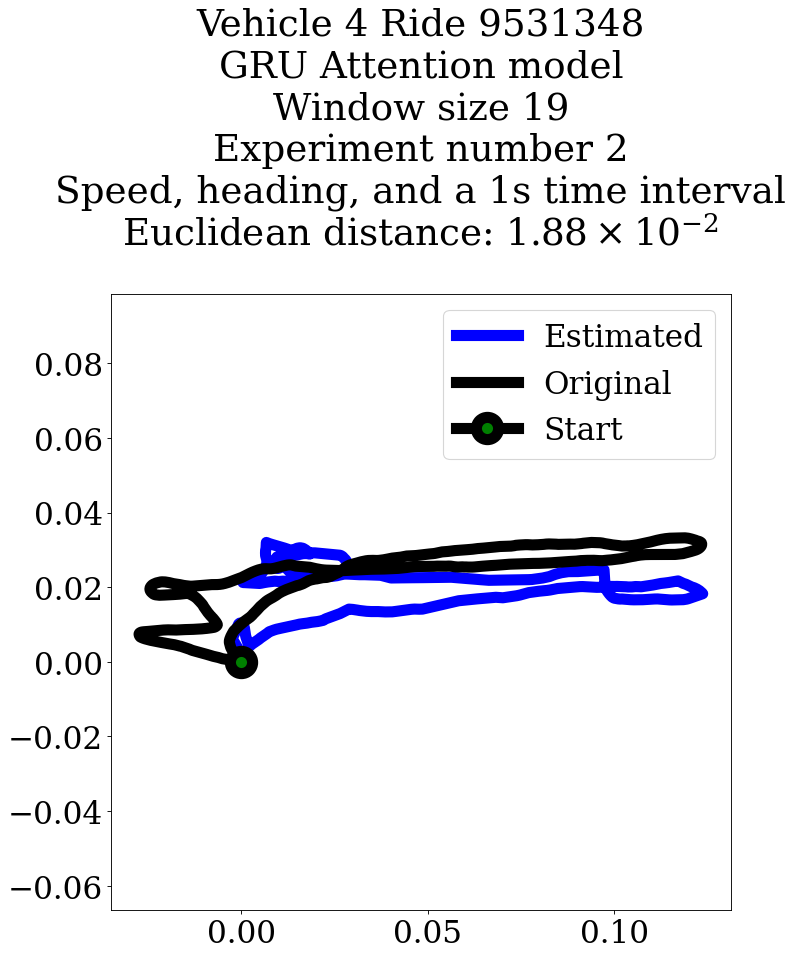 Vehicle 4 Ride 9531348
GRU Attention model
Window size 19
Experiment number 2
Speed, heading, and a 1s time interval
Euclidean distance: 1.88 × 10⁻²
Estimated
Original
Start
0.08
0.06
0.04
0.02
0.00
−0.02
−0.04
−0.06
0.00 0.05 0.10